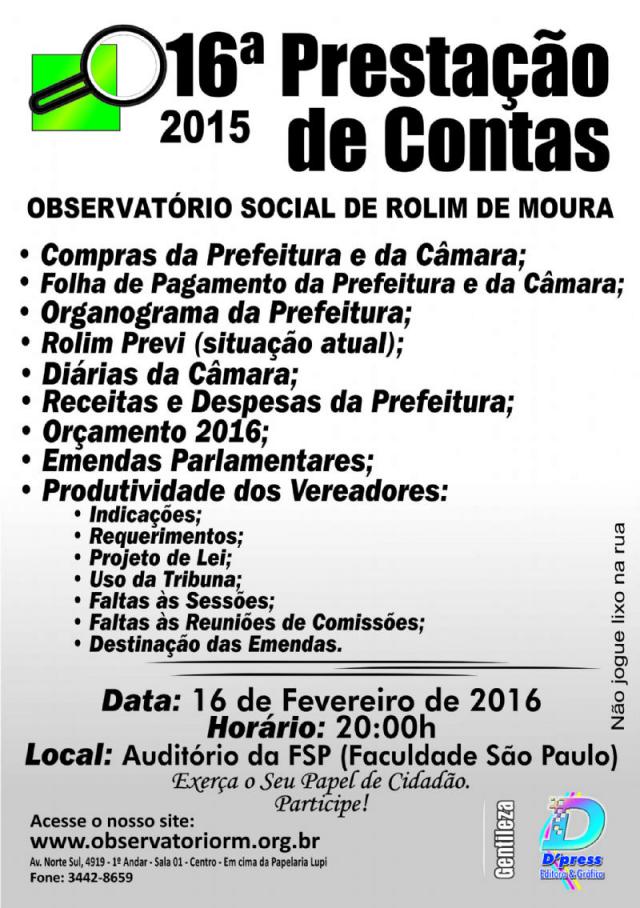 16ª Prestação
2015 de Contas
OBSERVATÓRIO SOCIAL DE ROLIM DE MOURA
• Compras da Prefeitura e da Câmara;
• Folha de Pagamento da Prefeitura e da Câmara;
• Organograma da Prefeitura;
• Rolim Previ (situação atual);
• Diárias da Câmara;
• Receitas e Despesas da Prefeitura;
• Orçamento 2016;
• Emendas Parlamentares;
• Produtividade dos Vereadores:
• Indicações;
• Requerimentos;
• Projeto de Lei;
• Uso da Tribuna;
• Faltas às Sessões;
• Faltas às Reuniões de Comissões;
• Destinação das Emendas.
Não jogue lixo na rua
Data: 16 de Fevereiro de 2016
Horário: 20:00h
Local: Auditório da FSP (Faculdade São Paulo)
Exerça o Seu Papel de Cidadão.
Participe!
Acesse o nosso site:
www.observatoriorm.org.br
Av. Norte Sul, 4919 - 1º Andar - Sala 01 - Centro - Em cima da Papelaria Lupi
Fone: 3442-8659
Gentileza
D'press
Editora & Gráfica